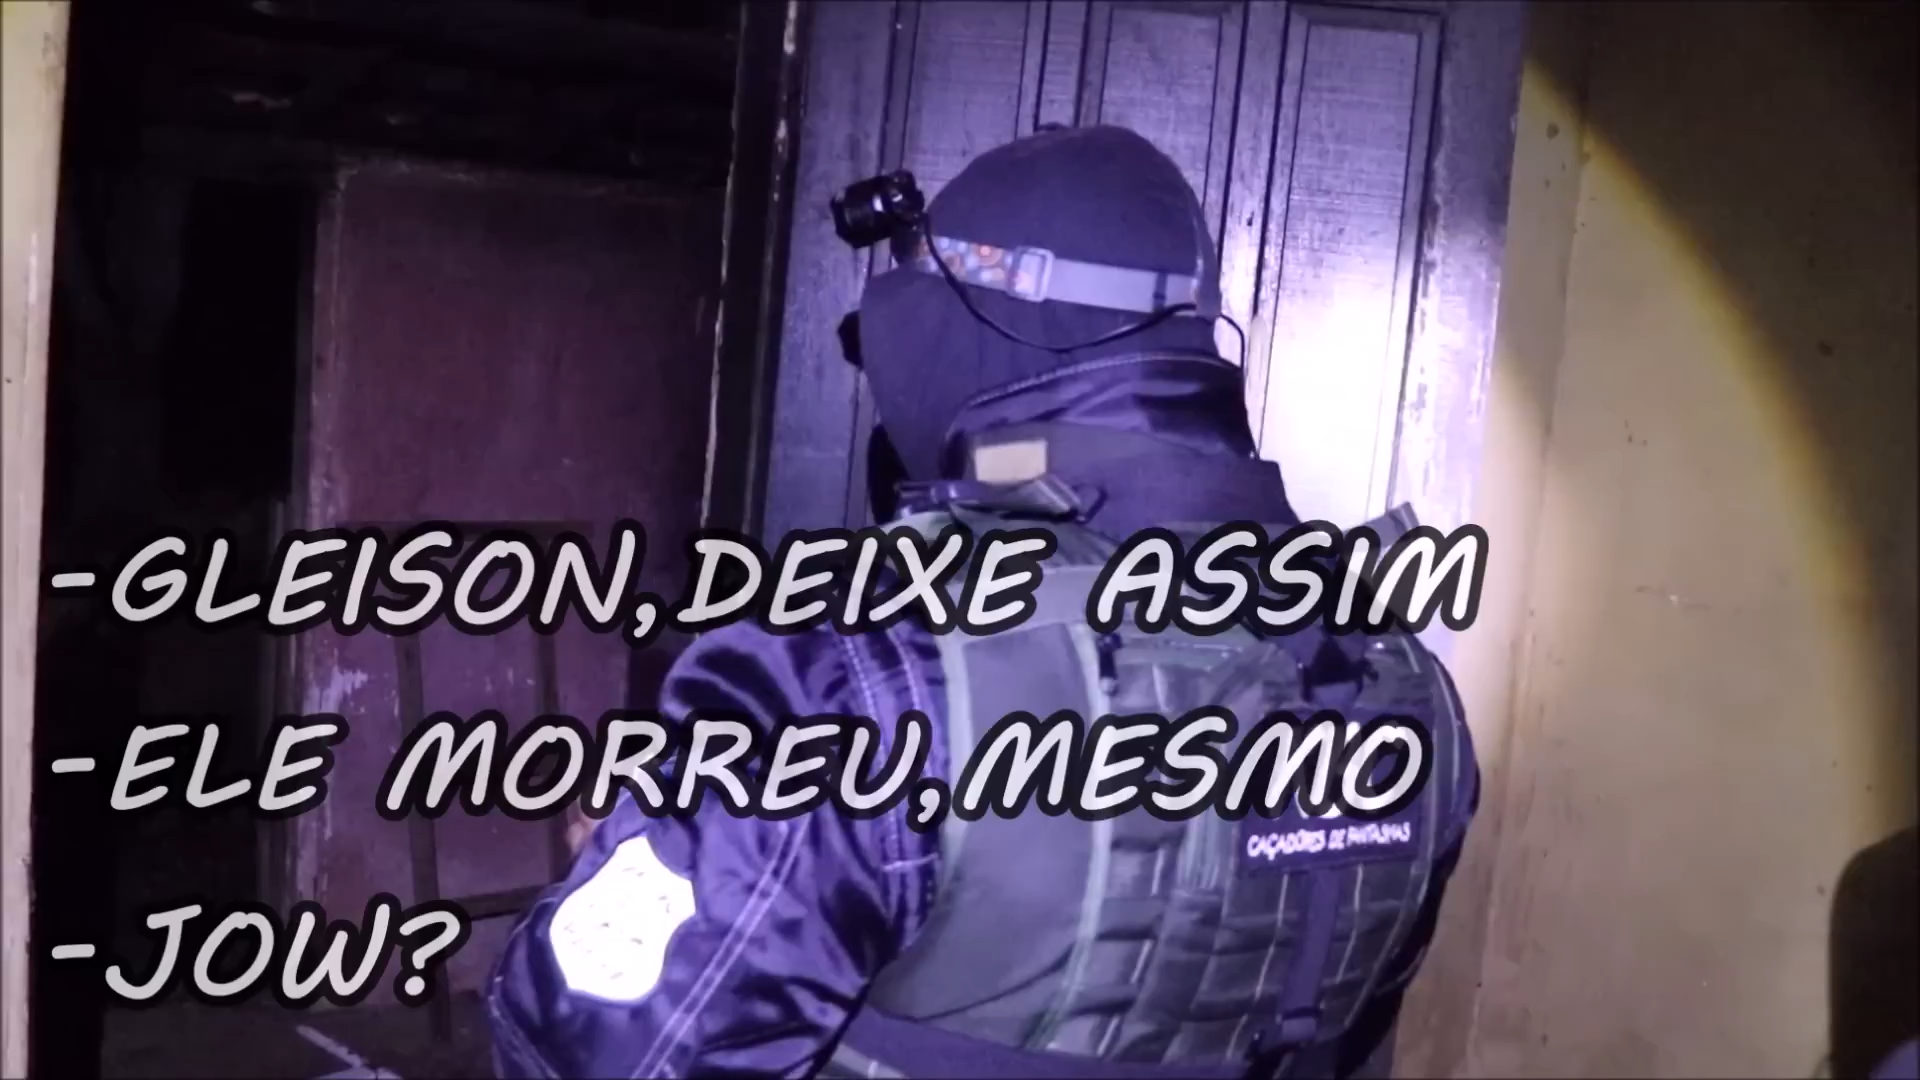 -GLEISON,DEIXE ASSIM
-ELE MORREU,MESMO
-JOW?
CAÇADORES DE FANTASMAS